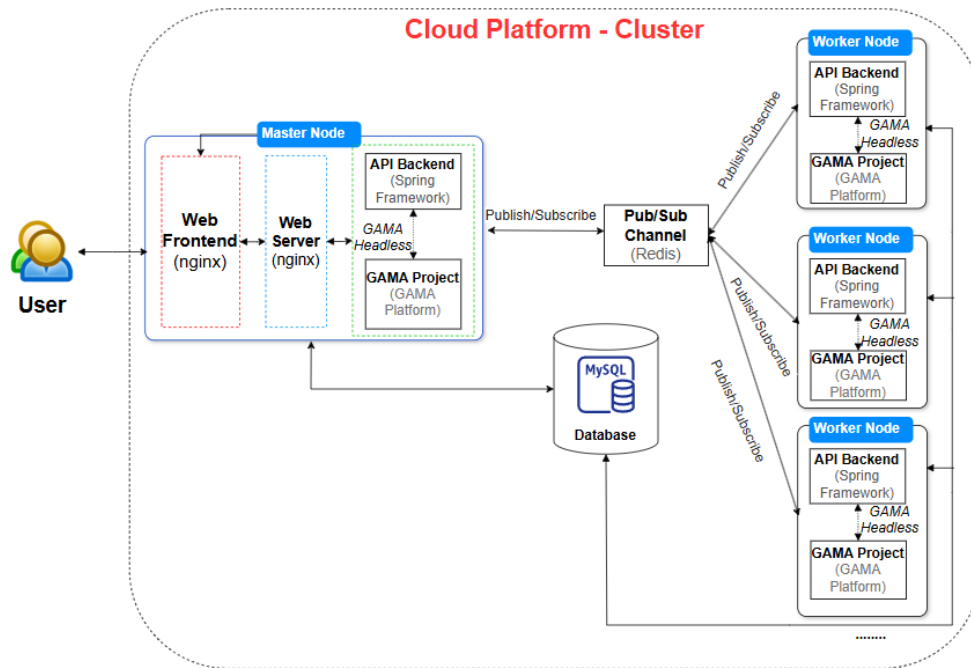 Cloud Platform - Cluster
Master Node
Web
Frontend
(nginx)
Web
Server
(nginx)
API Backend
(Spring
Framework)
GAMA
Headless
GAMA Project
(GAMA
Platform)
User
Publish/Subscribe
Pub/Sub
Channel
(Redis)
MySQL
Database
Publish/Subscribe
Publish/Subscribe
Publish/Subscribe
Worker Node
API Backend
(Spring
Framework)
GAMA
Headless
GAMA Project
(GAMA
Platform)
Worker Node
API Backend
(Spring
Framework)
GAMA
Headless
GAMA Project
(GAMA
Platform)
Worker Node
API Backend
(Spring
Framework)
GAMA
Headless
GAMA Project
(GAMA
Platform)
........